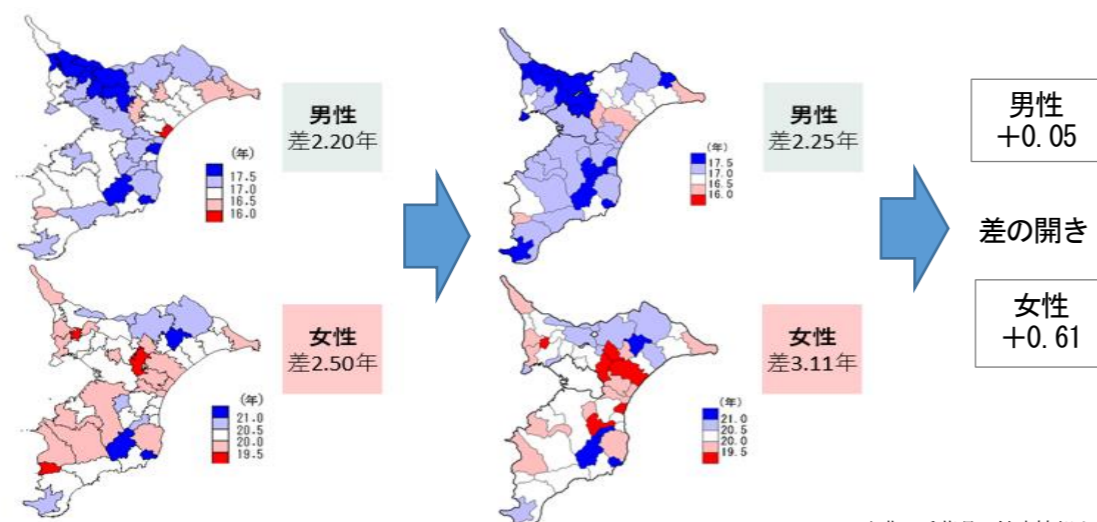 男性
差2.20年
(年)
17.5
17.0
16.5
16.0
女性
差2.50年
(年)
21.0
20.5
20.0
19.5
男性
差2.25年
(年)
17.5
17.0
16.5
16.0
女性
差3.11年
(年)
21.0
20.5
20.0
19.5
男性
+0.05
差の開き
女性
+0.61